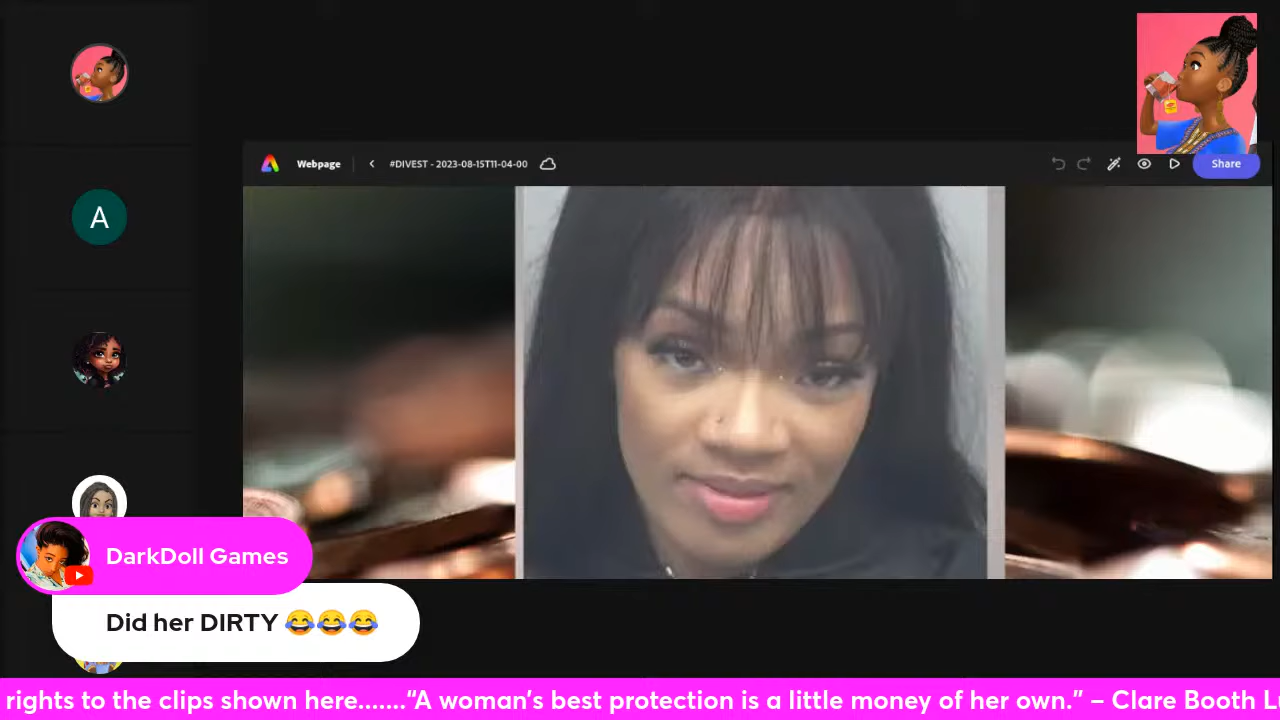 Webpage
#DIVEST - 2023-08-15T11-04-00
Share
A
DarkDoll Games
Did her DIRTY 😂😂😂
rights to the clips shown here.......“A woman’s best protection is a little money of her own.” – Clare Booth